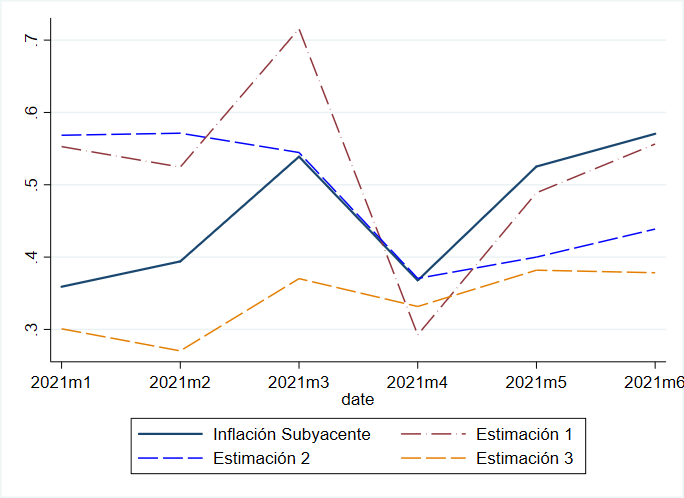 .7
.6
.5
.4
.3
2021m1 2021m2 2021m3 2021m4 2021m5 2021m6
date
Inflación Subyacente Estimación 1
Estimación 2 Estimación 3